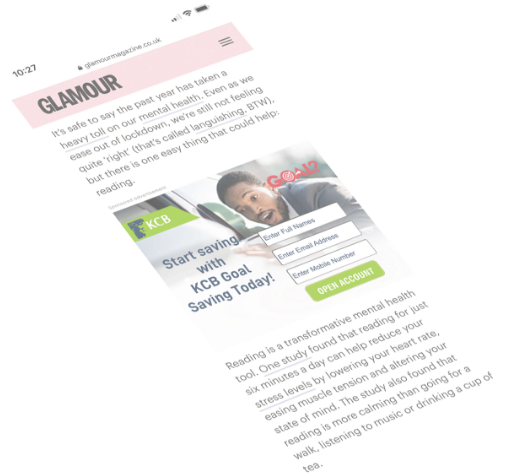 10:27
glamourmagazine.co.uk
GLAMOUR
It's safe to say the past year has taken a
heavy toll on our mental health. Even as we
ease out of lockdown, we're still not feeling
quite 'right' (that's called languishing, BTW),
but there is one easy thing that could help:
reading.
Sponsored Advertisement
KCB
GOAL?
Start saving
with
KCB Goal
Saving Today!
Enter Full Names
Enter Email Address
Enter Mobile Number
OPEN ACCOUNT
Reading is a transformative mental health
tool. One study found that reading for just
six minutes a day can help reduce your
stress levels by lowering your heart rate,
easing muscle tension and altering your
state of mind. The study also found that
reading is more calming than going for a
walk, listening to music or drinking a cup of
tea.